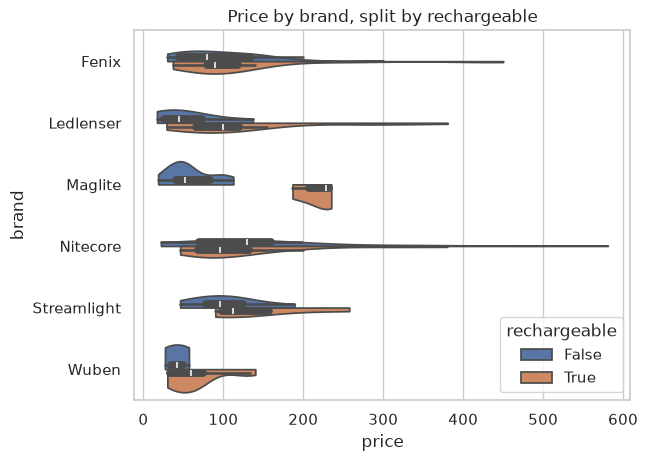 Price by brand, split by rechargeable
Fenix
Ledlenser
Maglite
Nitecore
Streamlight
Wuben
brand
rechargeable
False
True
0 100 200 300 400 500 600
price